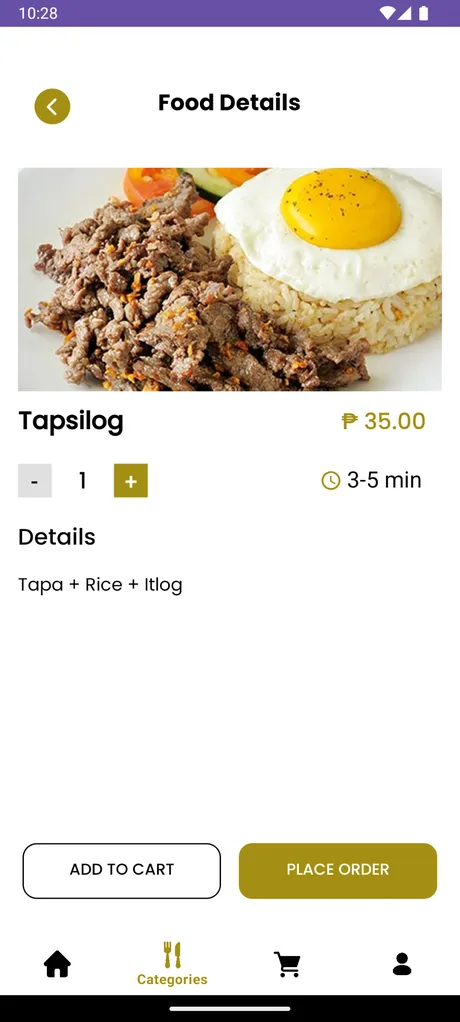 10:28
Food Details
Tapsilog
₱ 35.00
- 1 +
3-5 min
Details
Tapa + Rice + Itlog
ADD TO CART
PLACE ORDER
Categories